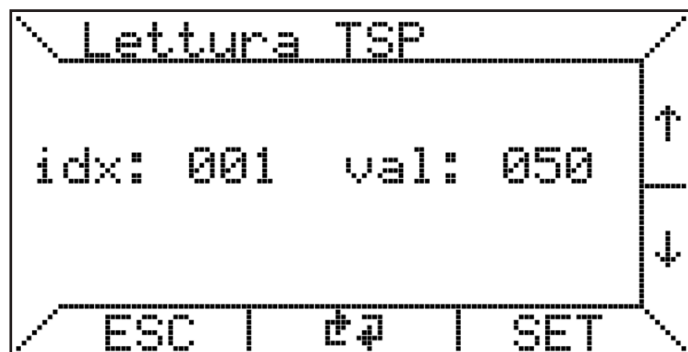 Lettura TSP
↑
idx: 001 val: 050
↓
ESC SET